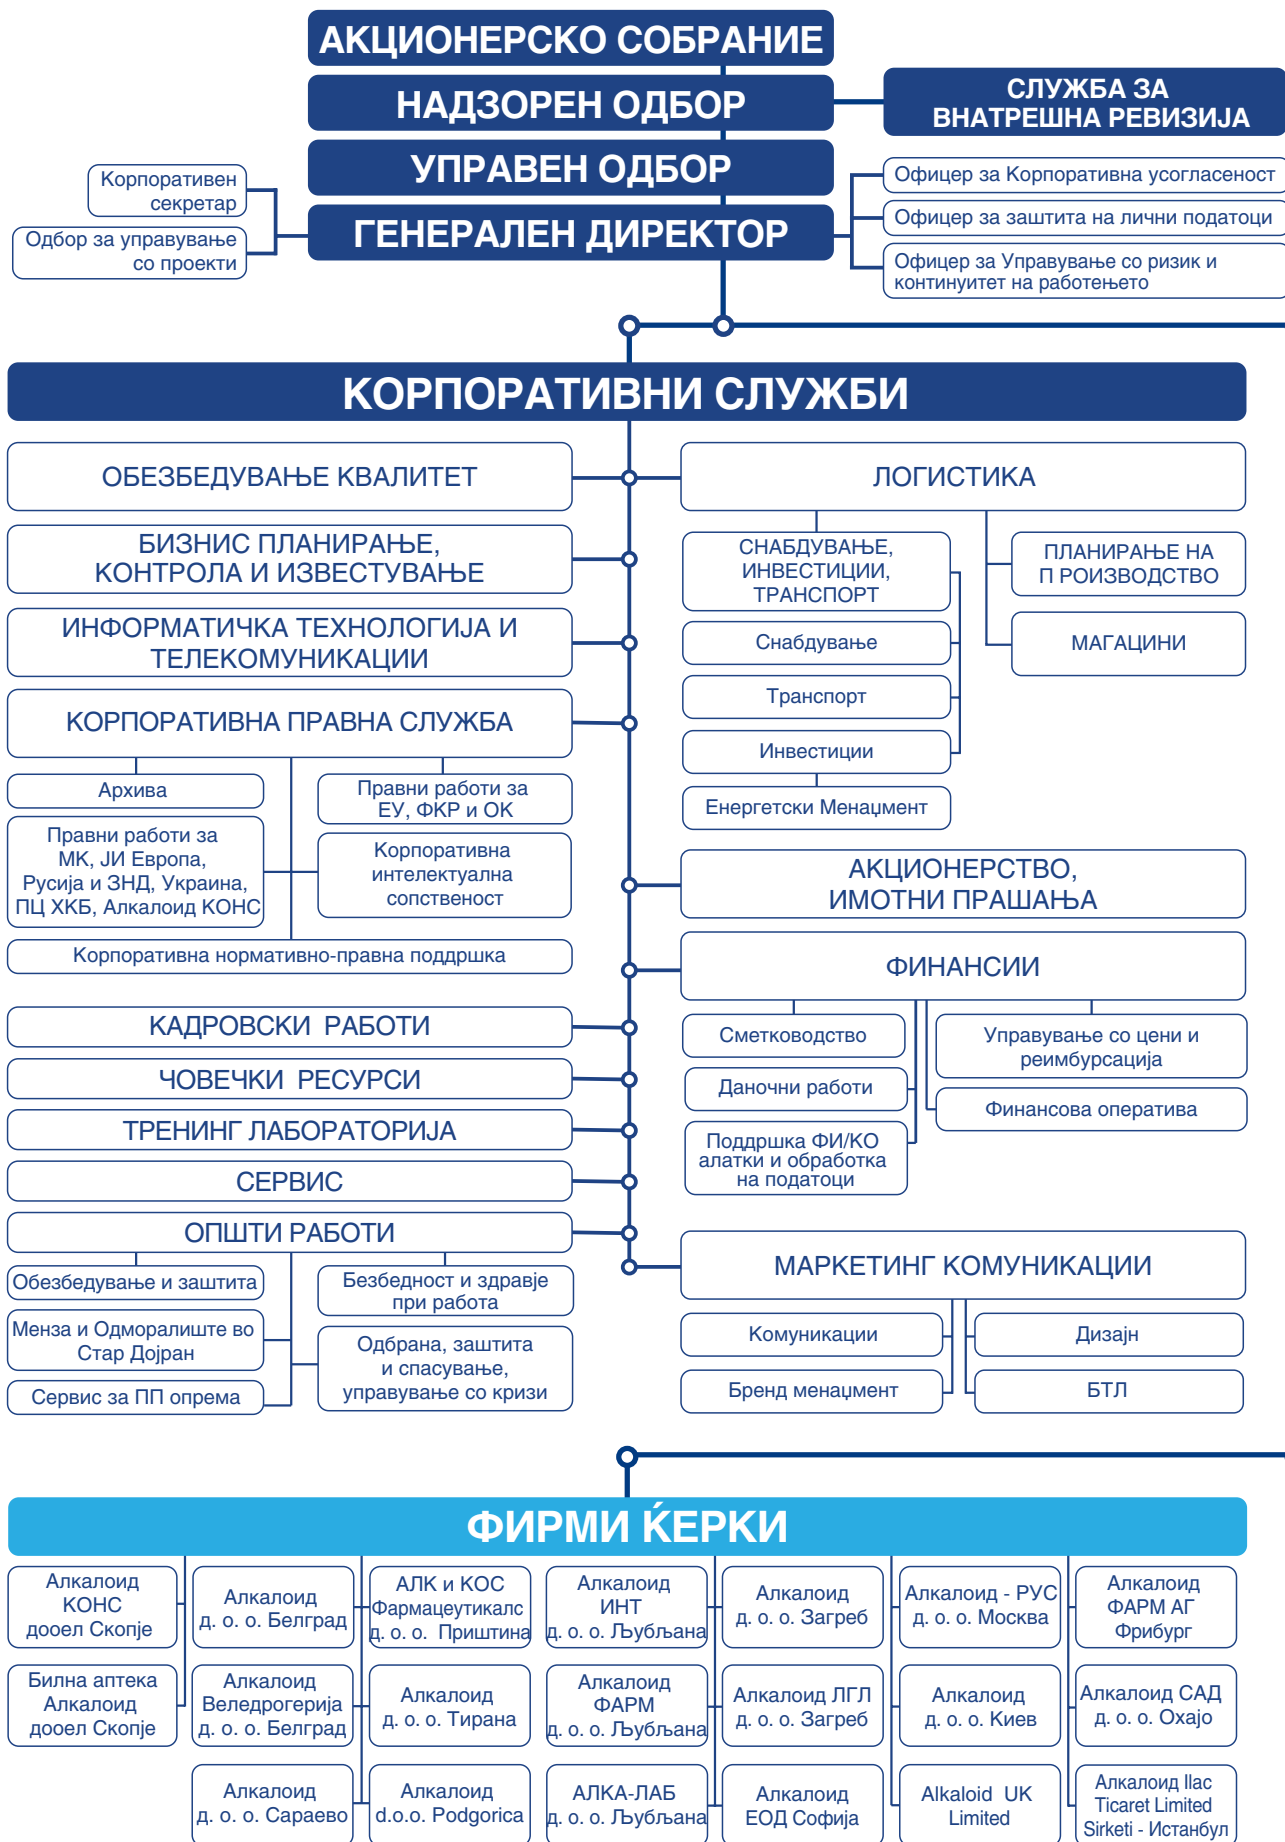 АКЦИОНЕРСКО СОБРАНИЕ
НАДЗОРЕН ОДБОР
СЛУЖБА ЗА
ВНАТРЕШНА РЕВИЗИЈА
УПРАВЕН ОДБОР
ГЕНЕРАЛЕН ДИРЕКТОР
Корпоративен
секретар
Одбор за управување
со проекти
Офицер за Корпоративна усогласеност
Офицер за заштита на лични податоци
Офицер за Управување со ризик и
континуитет на работењето
КОРПОРАТИВНИ СЛУЖБИ
ОБЕЗБЕДУВАЊЕ КВАЛИТЕТ
БИЗНИС ПЛАНИРАЊЕ,
КОНТРОЛА И ИЗВЕСТУВАЊЕ
ИНФОРМАТИЧКА ТЕХНОЛОГИЈА И
ТЕЛЕКОМУНИКАЦИИ
КОРПОРАТИВНА ПРАВНА СЛУЖБА
Архива
Правни работи за
ЕУ, ФКР и ОК
Правни работи за
МК, ЈИ Европа,
Русија и ЗНД, Украина,
ПЦ ХКБ, Алкалоид КОНС
Корпоративна
интелектуална
сопственост
Корпоративна нормативно-правна поддршка
КАДРОВСКИ РАБОТИ
ЧОВЕЧКИ РЕСУРСИ
ТРЕНИНГ ЛАБОРАТОРИЈА
СЕРВИС
ОПШТИ РАБОТИ
Обезбедување и заштита
Безбедност и здравје
при работа
Менза и Одморалиште во
Стар Дојран
Одбрана, заштита
и спасување,
управување со кризи
Сервис за ПП опрема
ЛОГИСТИКА
СНАБДУВАЊЕ,
ИНВЕСТИЦИИ,
ТРАНСПОРТ
ПЛАНИРАЊЕ НА
П РОИЗВОДСТВО
Снабдување
МАГАЦИНИ
Транспорт
Инвестиции
Енергетски Менаџмент
АКЦИОНЕРСТВО,
ИМОТНИ ПРАШАЊА
ФИНАНСИИ
Сметководство
Управување со цени и
реимбурсација
Даночни работи
Финансова оператива
Поддршка ФИ/КО
алатки и обработка
на податоци
МАРКЕТИНГ КОМУНИКАЦИИ
Комуникации
Дизајн
Бренд менаџмент
БТЛ
ФИРМИ ЌЕРКИ
Алкалоид
КОНС
дооел Скопје
Алкалоид
д. о. о. Белград
АЛК и КОС
Фармацеутикалс
д. о. о. Приштина
Алкалоид
ИНТ
д. о. о. Љубљана
Алкалоид
д. о. о. Загреб
Алкалоид - РУС
д. о. о. Москва
Алкалоид
ФАРМ АГ
Фрибург
Билна аптека
Алкалоид
дооел Скопје
Алкалоид
Веледрогерија
д. о. о. Белград
Алкалоид
д. о. о. Тирана
Алкалоид
ФАРМ
д. о. о. Љубљана
Алкалоид ЛГЛ
д. о. о. Загреб
Алкалоид
д. о. о. Киев
Алкалоид САД
д. о. о. Охајо
Алкалоид
д. о. о. Сараево
Алкалоид
d.o.o. Podgorica
АЛКА-ЛАБ
д. о. о. Љубљана
Алкалоид
ЕОД Софија
Alkaloid UK
Limited
Алкалоид Ilac
Ticaret Limited
Sirketi - Истанбул